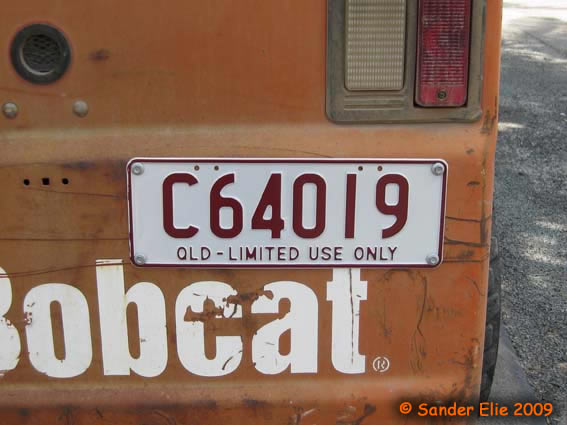 C64019
QLD - LIMITED USE ONLY
Bobcat®
© Sander Elie 2009